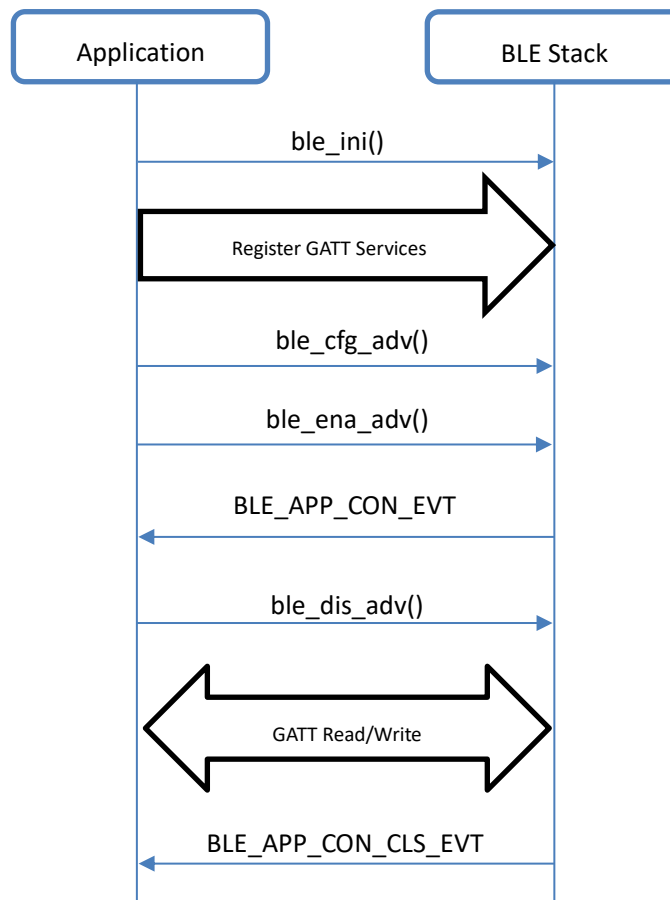 Application
BLE Stack
ble_ini()
Register GATT Services
ble_cfg_adv()
ble_ena_adv()
BLE_APP_CON_EVT
ble_dis_adv()
GATT Read/Write
BLE_APP_CON_CLS_EVT